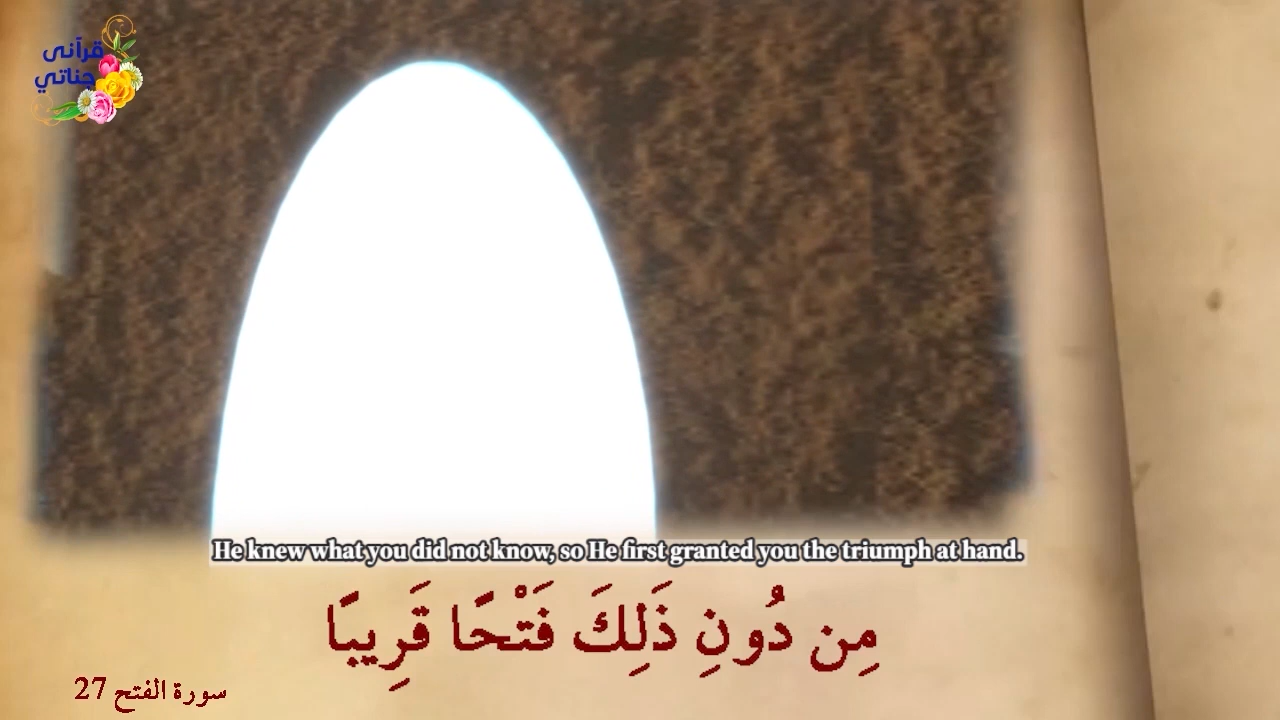 قرآنى
جناتي
He knew what you did not know, so He first granted you the triumph at hand.
مِن دُونِ ذَلِكَ فَتْحًا قَرِيبًا
سورة الفتح 27